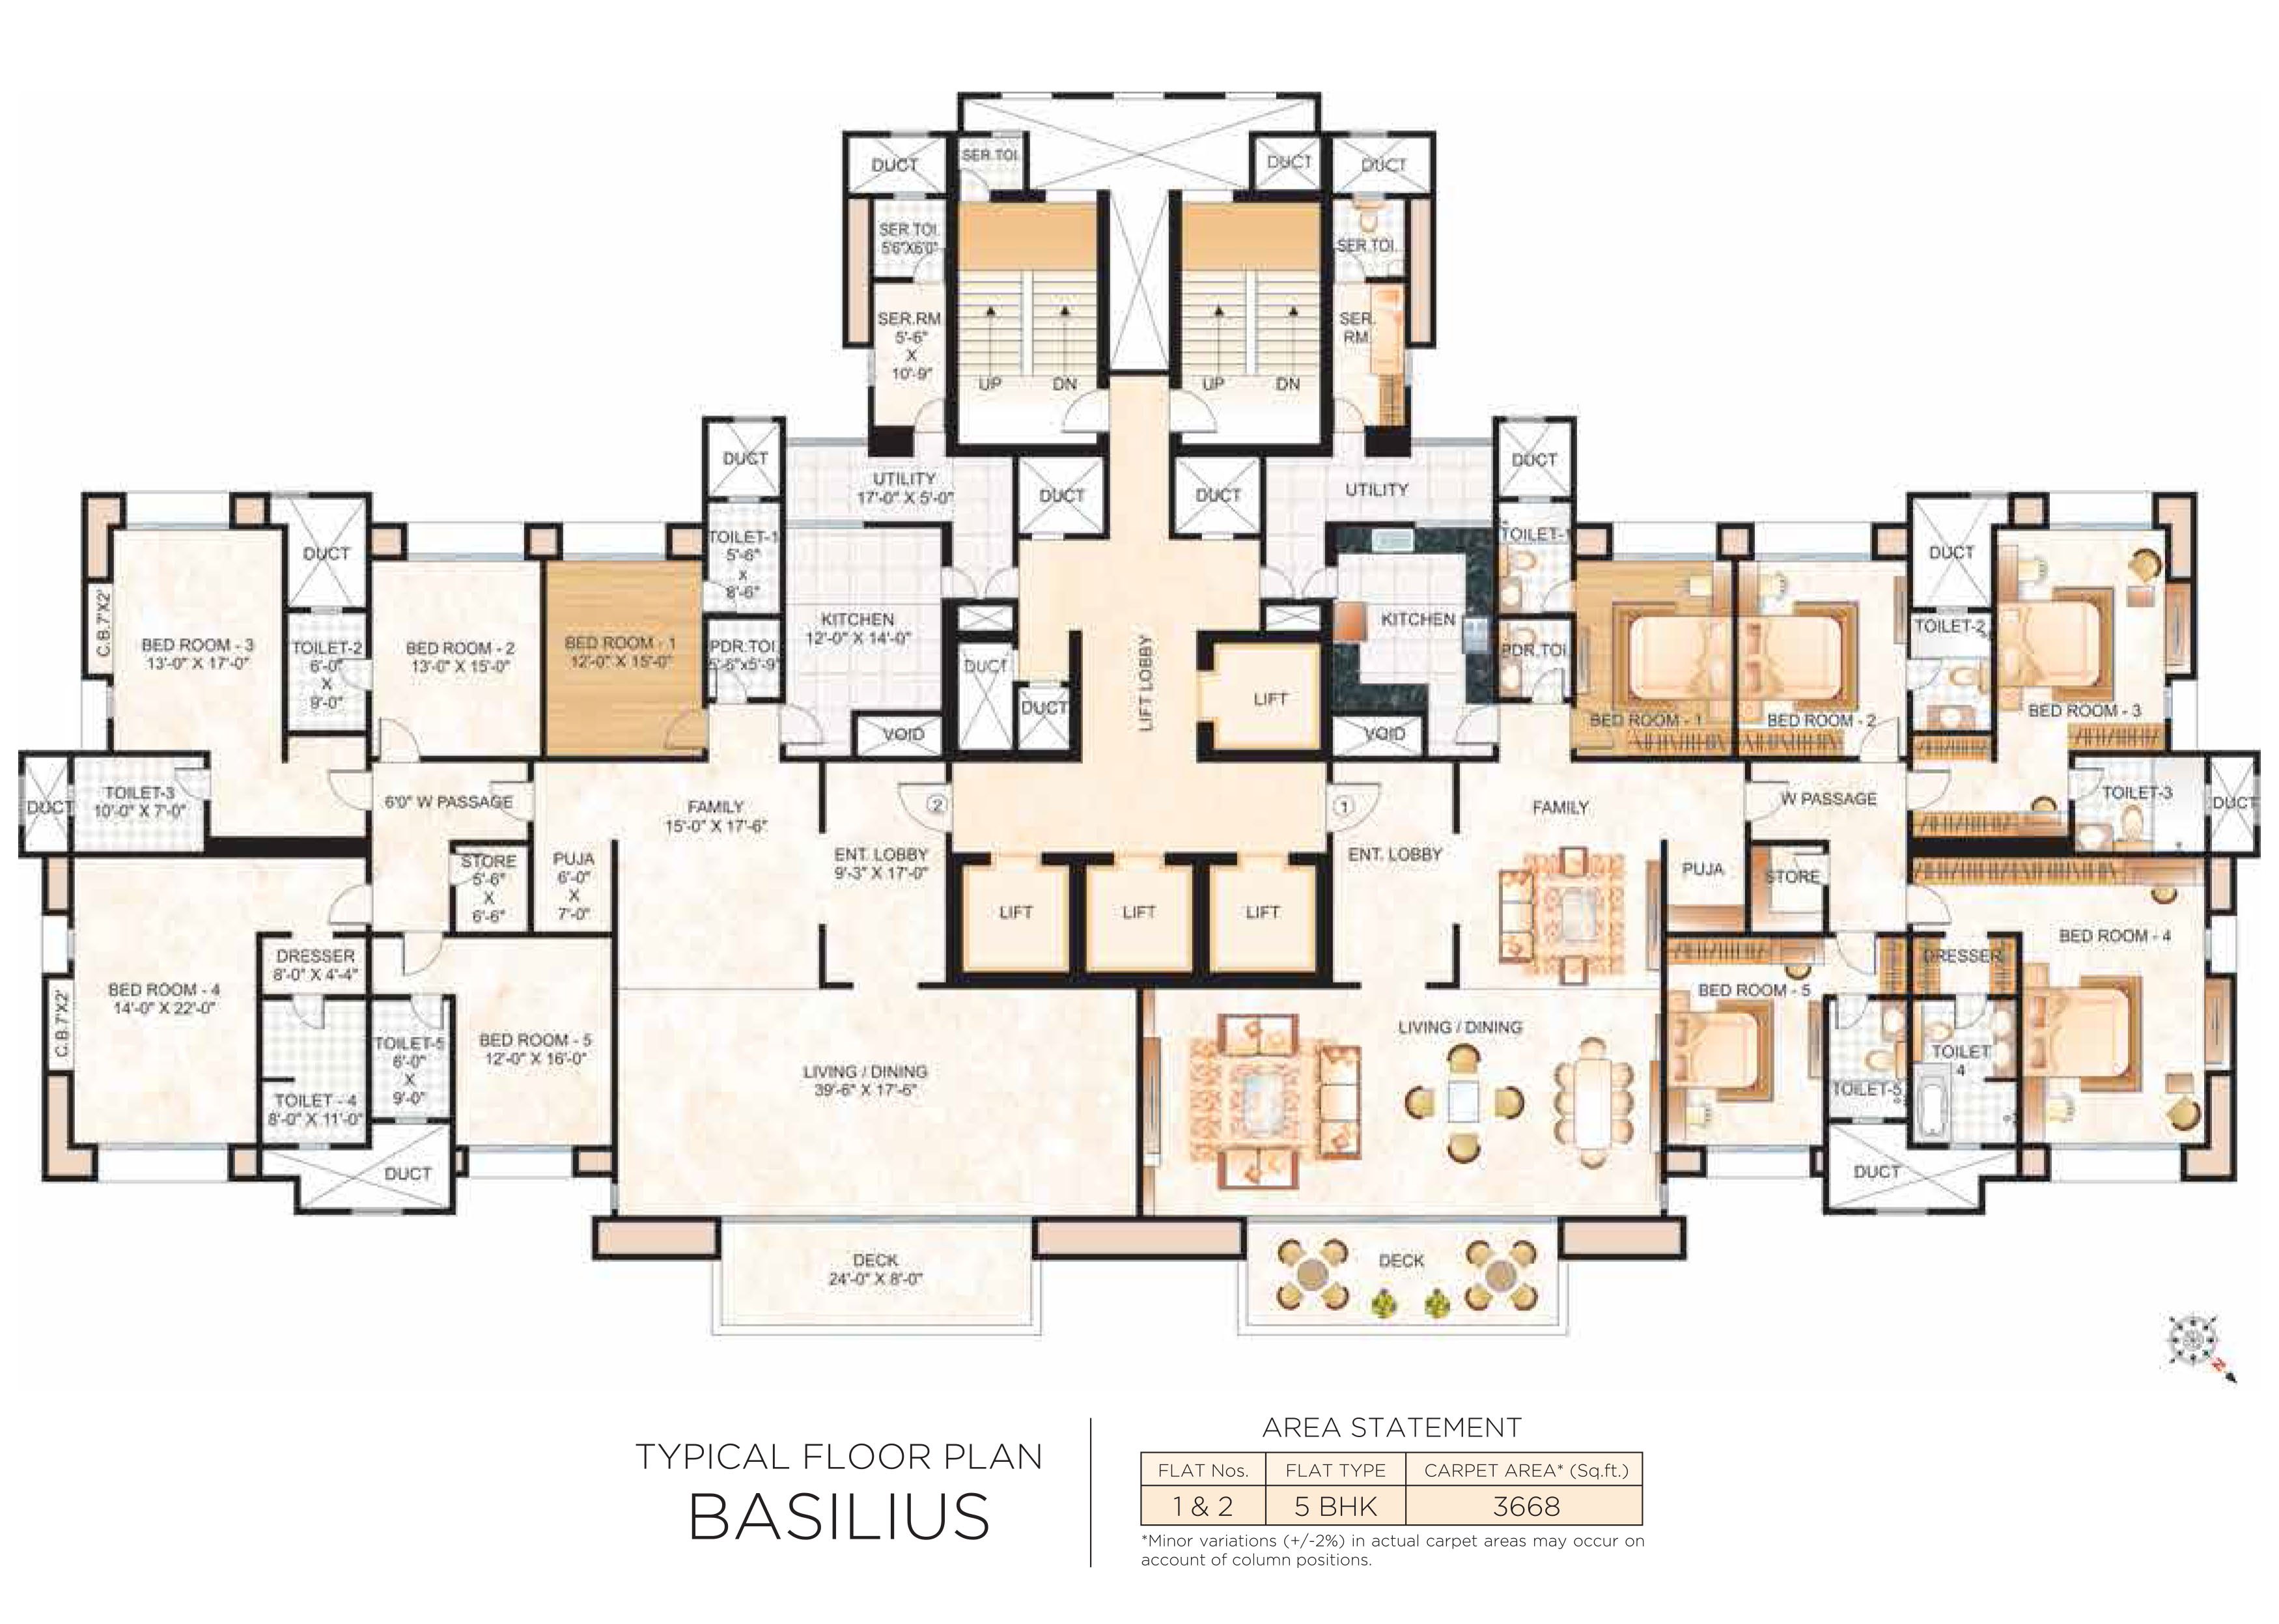 DUCT
SER.TOI.
DUCT
DUCT
SER.TOI.
5'6"X6'0"
SER.TOI.
SER.RM
5'-6"
X
10'-9"
SER.
RM.
UP
DN
UP
DN
DUCT
UTILITY
17'-0" X 5'-0"
DUCT
DUCT
UTILITY
DUCT
DUCT
TOILET-1
5'-6"
X
8'-6"
TOILET-1
DUCT
C.B.7'X2'
BED ROOM - 3
13'-0" X 17'-0"
TOILET-2
6'-0"
X
9'-0"
BED ROOM - 2
13'-0" X 15'-0"
BED ROOM - 1
12'-0" X 15'-0"
PDR.TOI.
5'-6"x5'-9"
KITCHEN
12'-0" X 14'-0"
VOID
DUCT
DUCT
LIFT LOBBY
LIFT
KITCHEN
VOID
PDR.TOI.
BED ROOM - 1
BED ROOM - 2
TOILET-2
BED ROOM - 3
DUCT
TOILET-3
10'-0" X 7'-0"
6'0" W PASSAGE
FAMILY
15'-0" X 17'-6"
2
1
FAMILY
W PASSAGE
TOILET-3
DUCT
STORE
5'-6"
X
6'-6"
PUJA
6'-0"
X
7'-0"
ENT. LOBBY
9'-3" X 17'-0"
LIFT
LIFT
LIFT
ENT. LOBBY
PUJA
STORE
BED ROOM - 4
14'-0" X 22'-0"
C.B.7'X2'
DRESSER
8'-0" X 4'-4"
TOILET - 4
8'-0" X 11'-0"
TOILET-5
6'-0"
X
9'-0"
BED ROOM - 5
12'-0" X 16'-0"
DUCT
LIVING / DINING
39'-6" X 17'-6"
LIVING / DINING
BED ROOM - 5
DRESSER
BED ROOM - 4
TOILET-5
TOILET
4
DUCT
DECK
24'-0" X 8'-0"
DECK
N
TYPICAL FLOOR PLAN
BASILIUS
AREA STATEMENT
FLAT Nos. FLAT TYPE CARPET AREA* (Sq.ft.)
1 & 2 5 BHK 3668
*Minor variations (+/-2%) in actual carpet areas may occur on
account of column positions.